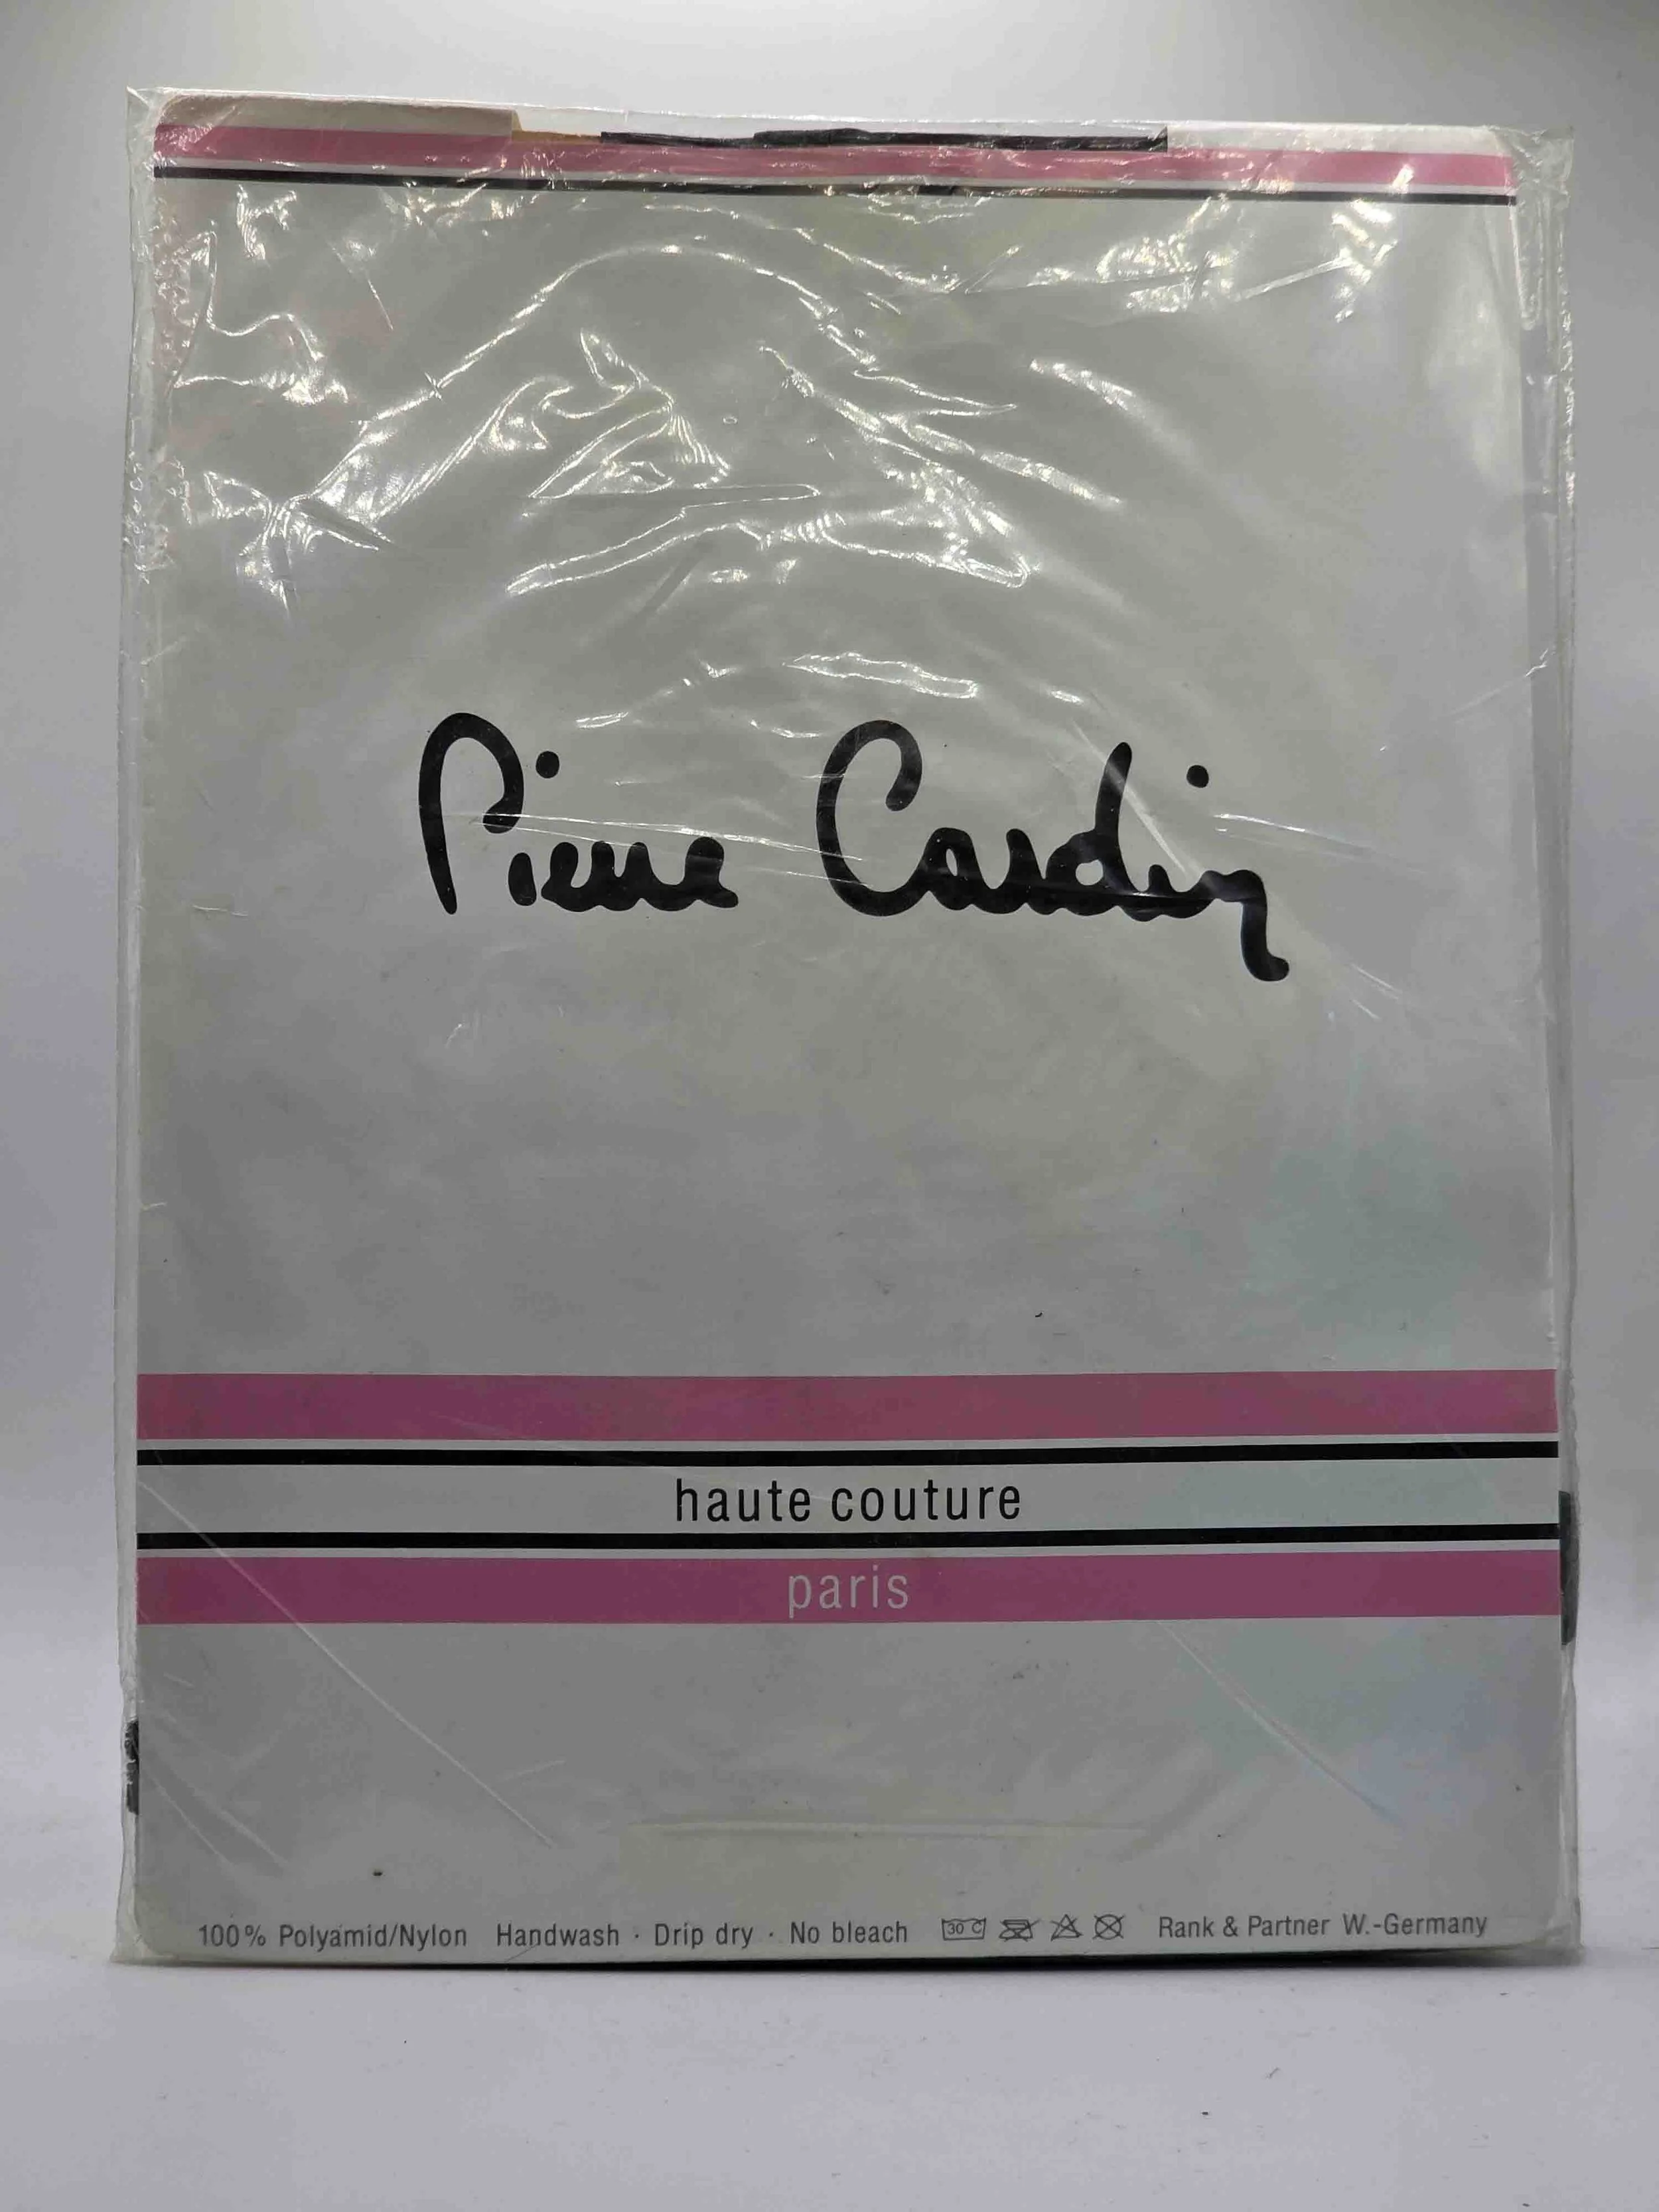 Pierre Cardin
haute couture
paris
100% Polyamid/Nylon Handwash · Drip dry · No bleach 30 C Rank & Partner W.-Germany